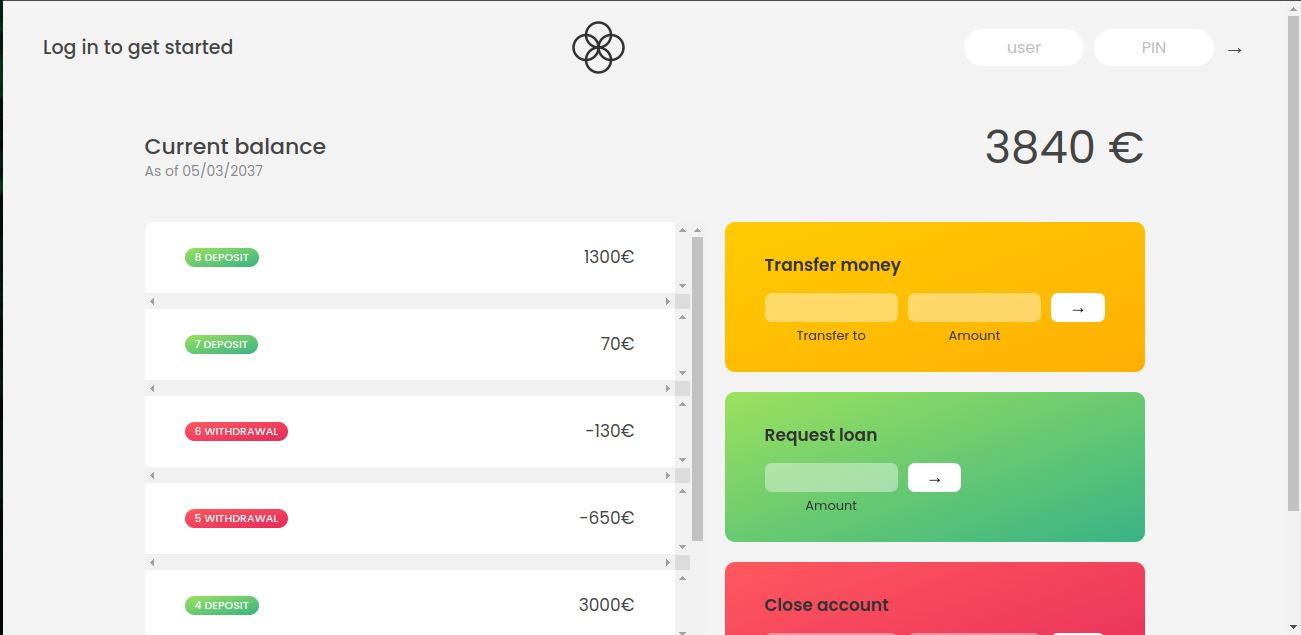 Log in to get started
user
PIN
→
Current balance
As of 05/03/2037
3840 €
8 DEPOSIT
1300€
7 DEPOSIT
70€
6 WITHDRAWAL
-130€
5 WITHDRAWAL
-650€
4 DEPOSIT
3000€
Transfer money
→
Transfer to
Amount
Request loan
→
Amount
Close account